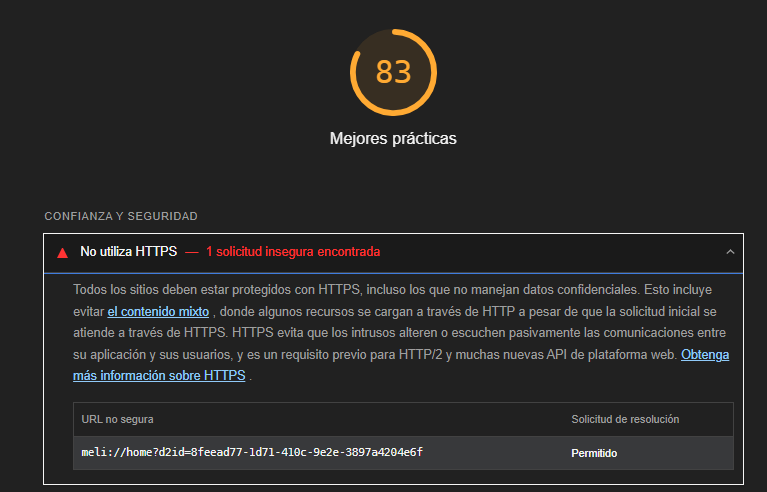 83
Mejores prácticas
CONFIANZA Y SEGURIDAD
No utiliza HTTPS — 1 solicitud insegura encontrada
Todos los sitios deben estar protegidos con HTTPS, incluso los que no manejan datos confidenciales. Esto incluye
evitar el contenido mixto , donde algunos recursos se cargan a través de HTTP a pesar de que la solicitud inicial se
atiende a través de HTTPS. HTTPS evita que los intrusos alteren o escuchen pasivamente las comunicaciones entre
su aplicación y sus usuarios, y es un requisito previo para HTTP/2 y muchas nuevas API de plataforma web. Obtenga
más información sobre HTTPS .
URL no segura Solicitud de resolución
meli://home?d2id=8feead77-1d71-410c-9e2e-3897a4204e6f Permitido